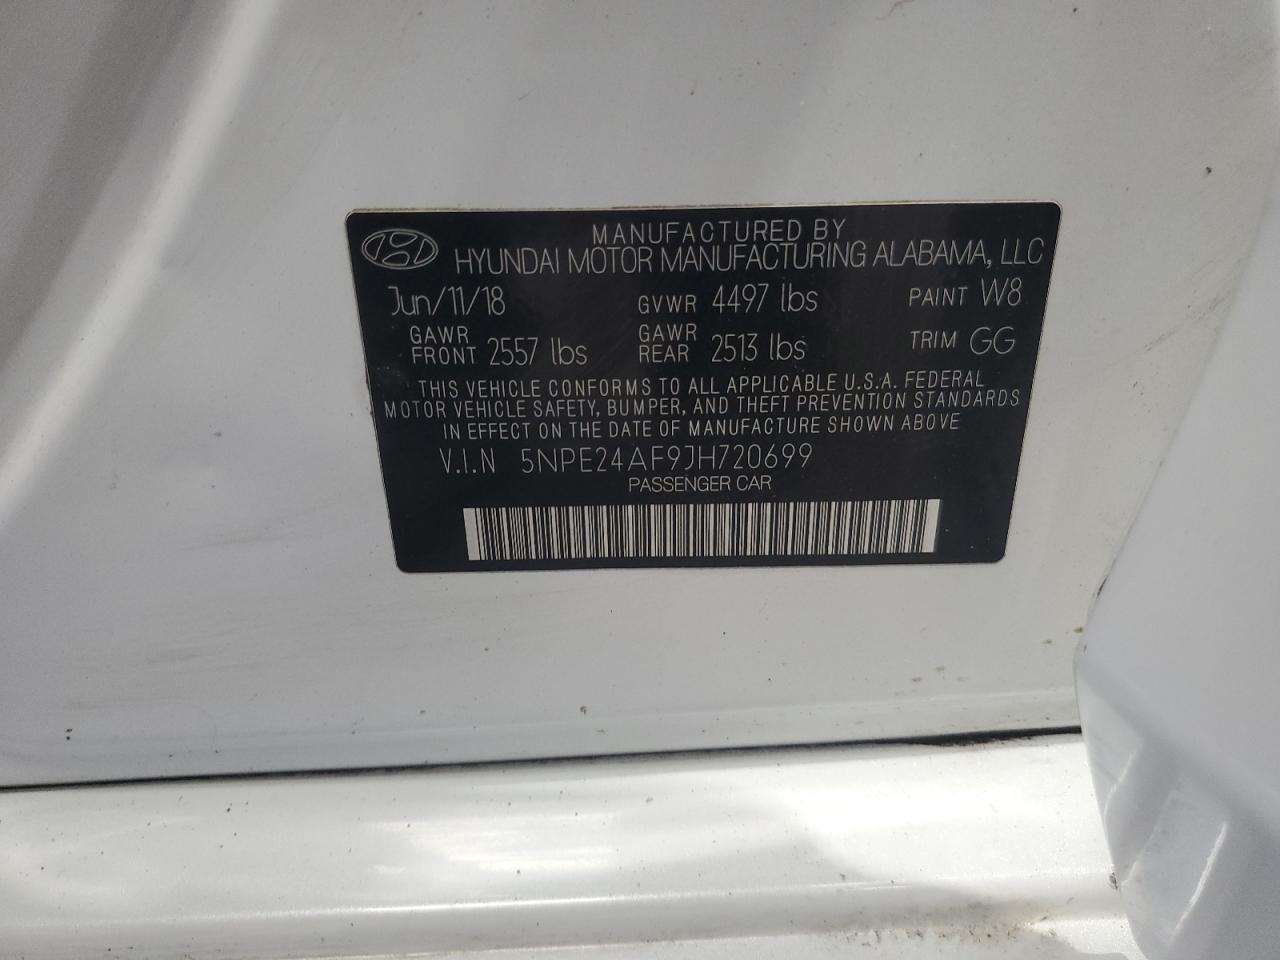 MANUFACTURED BY
HYUNDAI MOTOR MANUFACTURING ALABAMA, LLC
Jun/11/18 GVWR 4497 lbs PAINT W8
GAWR FRONT 2557 lbs GAWR REAR 2513 lbs TRIM GG
THIS VEHICLE CONFORMS TO ALL APPLICABLE U.S.A. FEDERAL
MOTOR VEHICLE SAFETY, BUMPER, AND THEFT PREVENTION STANDARDS
IN EFFECT ON THE DATE OF MANUFACTURE SHOWN ABOVE
V.I.N 5NPE24AF9JH720699
PASSENGER CAR